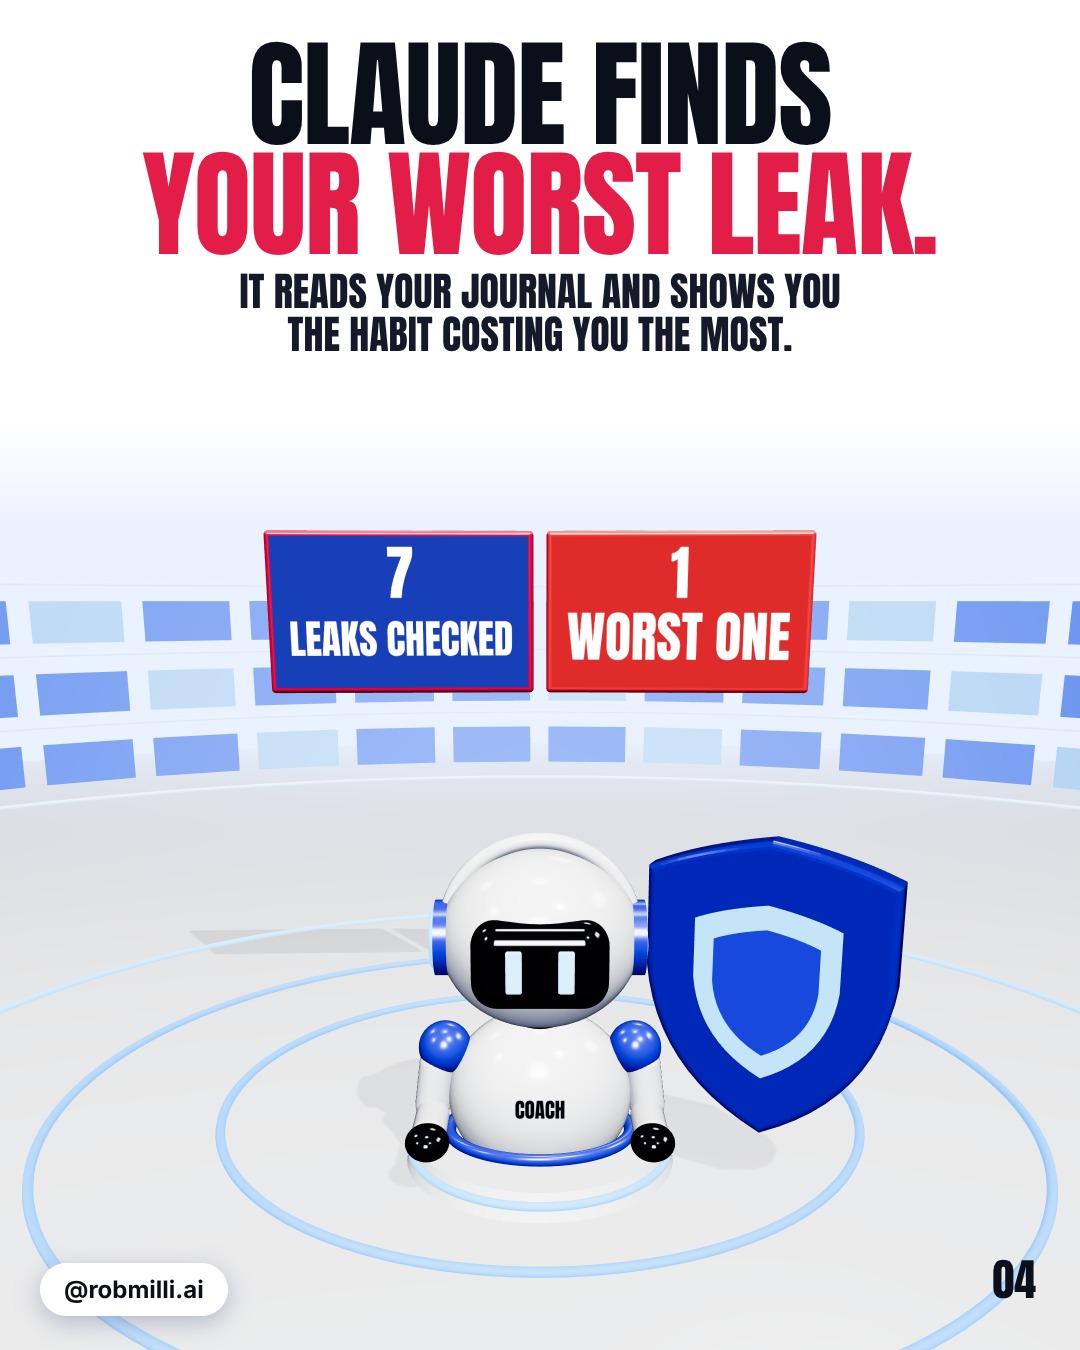 CLAUDE FINDS
YOUR WORST LEAK.
IT READS YOUR JOURNAL AND SHOWS YOU
THE HABIT COSTING YOU THE MOST.
7
LEAKS CHECKED
1
WORST ONE
COACH
@robmilli.ai
04